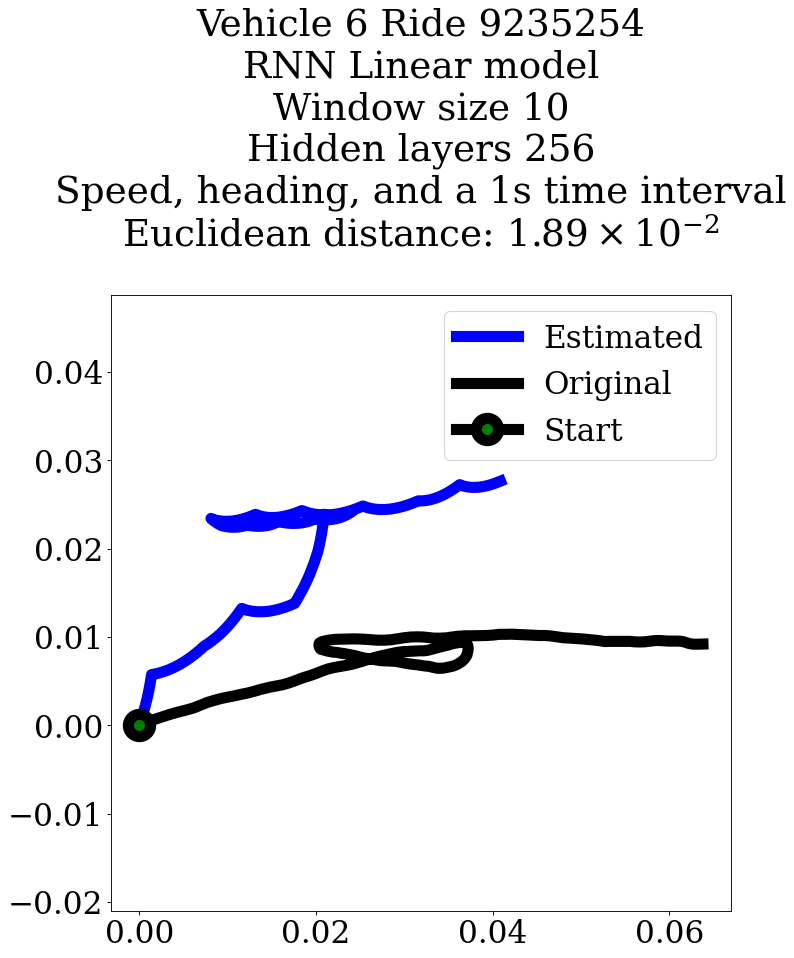 Vehicle 6 Ride 9235254
RNN Linear model
Window size 10
Hidden layers 256
Speed, heading, and a 1s time interval
Euclidean distance: 1.89 × 10⁻²
Estimated
Original
Start
0.04
0.03
0.02
0.01
0.00
−0.01
−0.02
0.00 0.02 0.04 0.06